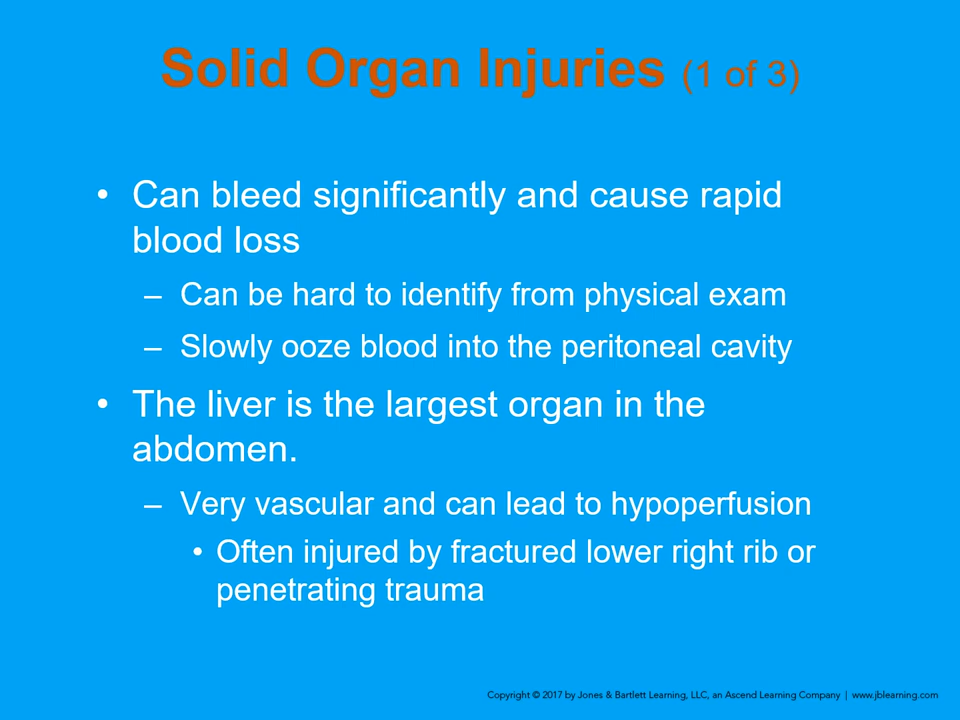 Solid Organ Injuries (1 of 3)
• Can bleed significantly and cause rapid
blood loss
– Can be hard to identify from physical exam
– Slowly ooze blood into the peritoneal cavity
• The liver is the largest organ in the
abdomen.
– Very vascular and can lead to hypoperfusion
• Often injured by fractured lower right rib or
penetrating trauma
Copyright © 2017 by Jones & Bartlett Learning, LLC, an Ascend Learning Company | www.jblearning.com